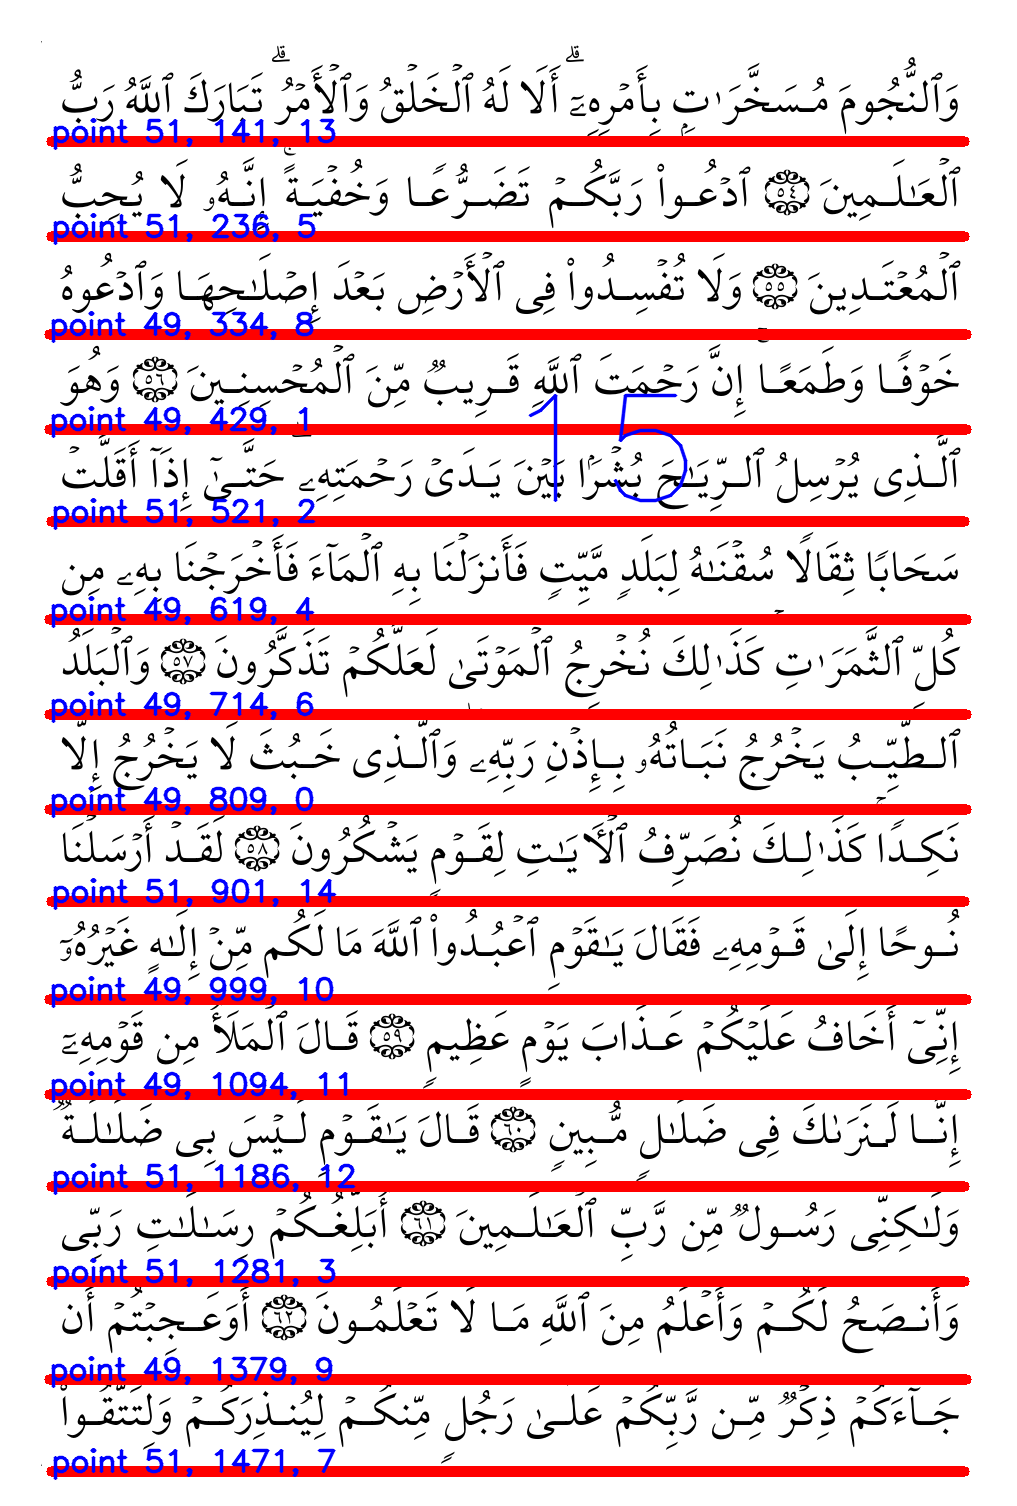 وَٱلنُّجُومَ مُسَخَّرَٰتٍۭ بِأَمۡرِهِۦٓۗ أَلَا لَهُ ٱلۡخَلۡقُ وَٱلۡأَمۡرُۗ تَبَارَكَ ٱللَّهُ رَبُّ
point 51, 141, 13
ٱلۡعَٰلَمِينَ ٥٤ ٱدۡعُواْ رَبَّكُمۡ تَضَرُّعًا وَخُفۡيَةًۚ إِنَّهُۥ لَا يُحِبُّ
point 51, 236, 5
ٱلۡمُعۡتَدِينَ ٥٥ وَلَا تُفۡسِدُواْ فِى ٱلۡأَرۡضِ بَعۡدَ إِصۡلَٰحِهَا وَٱدۡعُوهُ
point 49, 334, 8
خَوۡفًا وَطَمَعًاۚ إِنَّ رَحۡمَتَ ٱللَّهِ قَرِيبٌ مِّنَ ٱلۡمُحۡسِنِينَ ٥٦ وَهُوَ
15
point 49, 429, 1
ٱلَّذِى يُرۡسِلُ ٱلرِّيَٰحَ بُشۡرَۢا بَيۡنَ يَدَىۡ رَحۡمَتِهِۦۖ حَتَّىٰٓ إِذَآ أَقَلَّتۡ
point 51, 521, 2
سَحَابًا ثِقَالًا سُقۡنَٰهُ لِبَلَدٍ مَّيِّتٍ فَأَنزَلۡنَا بِهِ ٱلۡمَآءَ فَأَخۡرَجۡنَا بِهِۦ مِن
point 49, 619, 4
كُلِّ ٱلثَّمَرَٰتِۚ كَذَٰلِكَ نُخۡرِجُ ٱلۡمَوۡتَىٰ لَعَلَّكُمۡ تَذَكَّرُونَ ٥٧ وَٱلۡبَلَدُ
point 49, 714, 6
ٱلطَّيِّبُ يَخۡرُجُ نَبَاتُهُۥ بِإِذۡنِ رَبِّهِۦۖ وَٱلَّذِى خَبُثَ لَا يَخۡرُجُ إِلَّا
point 49, 809, 0
نَكِدًاۚ كَذَٰلِكَ نُصَرِّفُ ٱلۡأٓيَٰتِ لِقَوۡمٍ يَشۡكُرُونَ ٥٨ لَقَدۡ أَرۡسَلۡنَا
point 51, 901, 14
نُوحًا إِلَىٰ قَوۡمِهِۦ فَقَالَ يَٰقَوۡمِ ٱعۡبُدُواْ ٱللَّهَ مَا لَكُم مِّنۡ إِلَٰهٍ غَيۡرُهُۥٓ
point 49, 999, 10
إِنِّىٓ أَخَافُ عَلَيۡكُمۡ عَذَابَ يَوۡمٍ عَظِيمٍ ٥٩ قَالَ ٱلۡمَلَأُ مِن قَوۡمِهِۦٓ
point 49, 1094, 11
إِنَّا لَنَرَىٰكَ فِى ضَلَٰلٍ مُّبِينٍ ٦٠ قَالَ يَٰقَوۡمِ لَيۡسَ بِى ضَلَٰلَةٌ
point 51, 1186, 12
وَلَٰكِنِّى رَسُولٌ مِّن رَّبِّ ٱلۡعَٰلَمِينَ ٦١ أُبَلِّغُكُمۡ رِسَٰلَٰتِ رَبِّى
point 51, 1281, 3
وَأَنصَحُ لَكُمۡ وَأَعۡلَمُ مِنَ ٱللَّهِ مَا لَا تَعۡلَمُونَ ٦٢ أَوَعَجِبۡتُمۡ أَن
point 49, 1379, 9
جَآءَكُمۡ ذِكۡرٌ مِّن رَّبِّكُمۡ عَلَىٰ رَجُلٍ مِّنكُمۡ لِيُنذِرَكُمۡ وَلِتَتَّقُواْ
point 51, 1471, 7